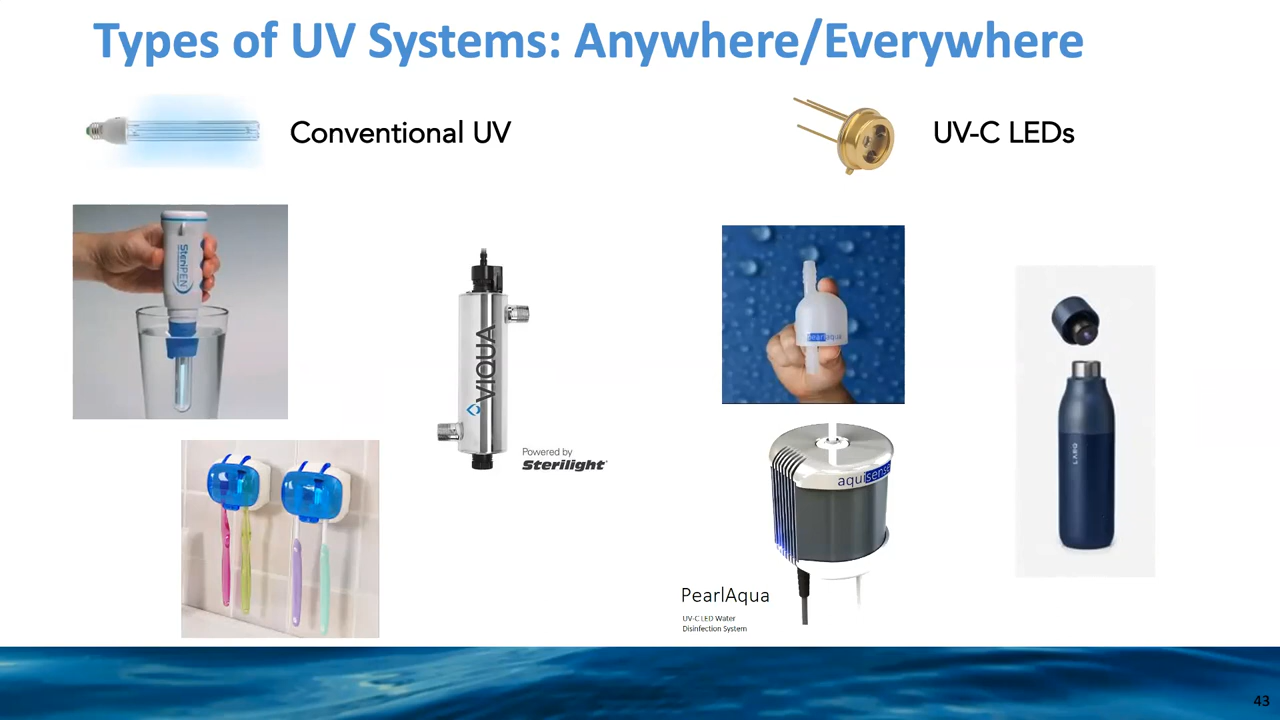 Types of UV Systems: Anywhere/Everywhere
Conventional UV
UV-C LEDs
SteriPEN
VIQUA
Powered by
Sterilight
pearlaqua
aquisense
LARQ
PearlAqua
UV-C LED Water
Disinfection System
43